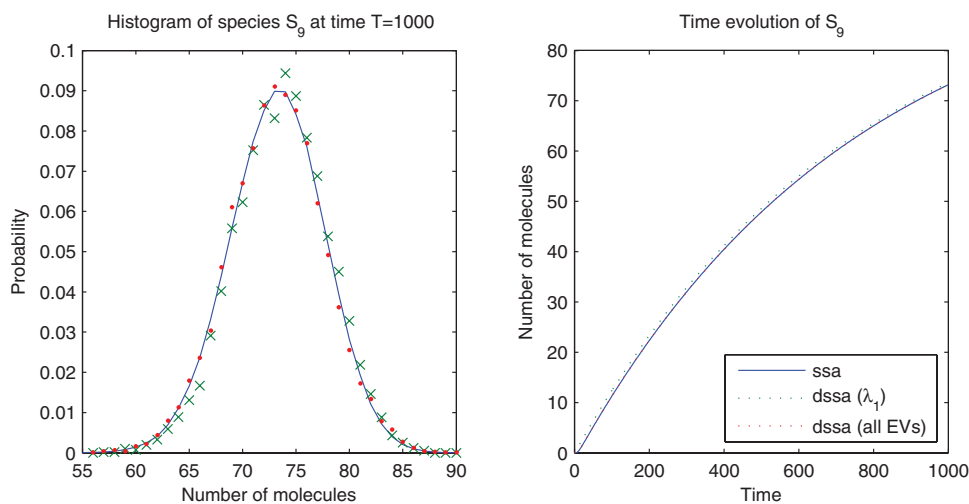 Histogram of species S9 at time T=1000
0.1
0.09
0.08
0.07
0.06
0.05
0.04
0.03
0.02
0.01
0
Probability
55 60 65 70 75 80 85 90
Number of molecules
Time evolution of S9
80
70
60
50
40
30
20
10
0
Number of molecules
0 200 400 600 800 1000
Time
ssa
dssa (λ1)
dssa (all EVs)